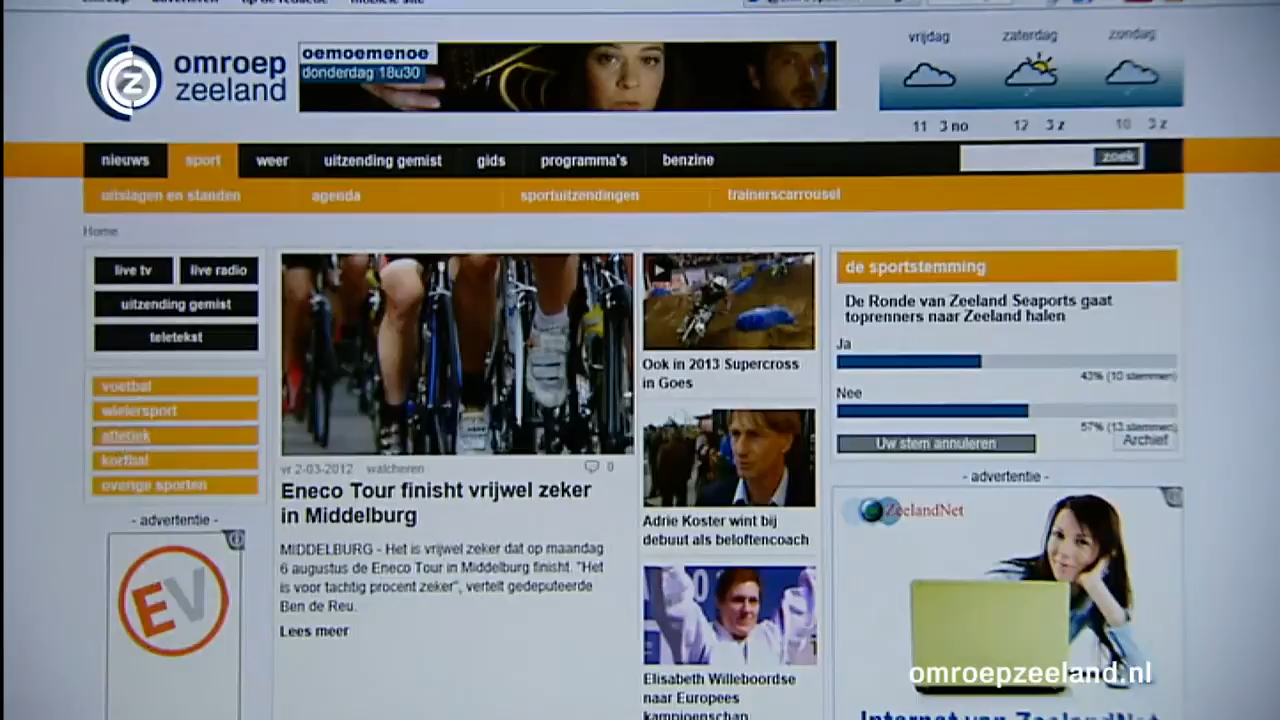 adverteren
tip de redactie
mobiele site
omroep
zeeland
oemoemenoe
donderdag 18u30
vrijdag
zaterdag
zondag
11 3 no
12 3 z
10 3 z
nieuws
sport
weer
uitzending gemist
gids
programma's
benzine
zoek
uitslagen en standen
agenda
sportuitzendingen
trainerscarrousel
Home
live tv
live radio
uitzending gemist
teletekst
voetbal
wielersport
atletiek
korfbal
overige sporten
- advertentie -
EV
vr 2-03-2012 walcheren
0
Eneco Tour finisht vrijwel zeker
in Middelburg
MIDDELBURG - Het is vrijwel zeker dat op maandag
6 augustus de Eneco Tour in Middelburg finisht. "Het
is voor tachtig procent zeker", vertelt gedeputeerde
Ben de Reu.
Lees meer
Ook in 2013 Supercross
in Goes
Adrie Koster wint bij
debuut als beloftencoach
Elisabeth Willeboordse
naar Europees
kampioenschap
de sportstemming
De Ronde van Zeeland Seaports gaat
toprenners naar Zeeland halen
Ja
43% (10 stemmen)
Nee
57% (13 stemmen)
Uw stem annuleren
Archief
- advertentie -
ZeelandNet
omroepzeeland.nl
Internet van ZeelandNet